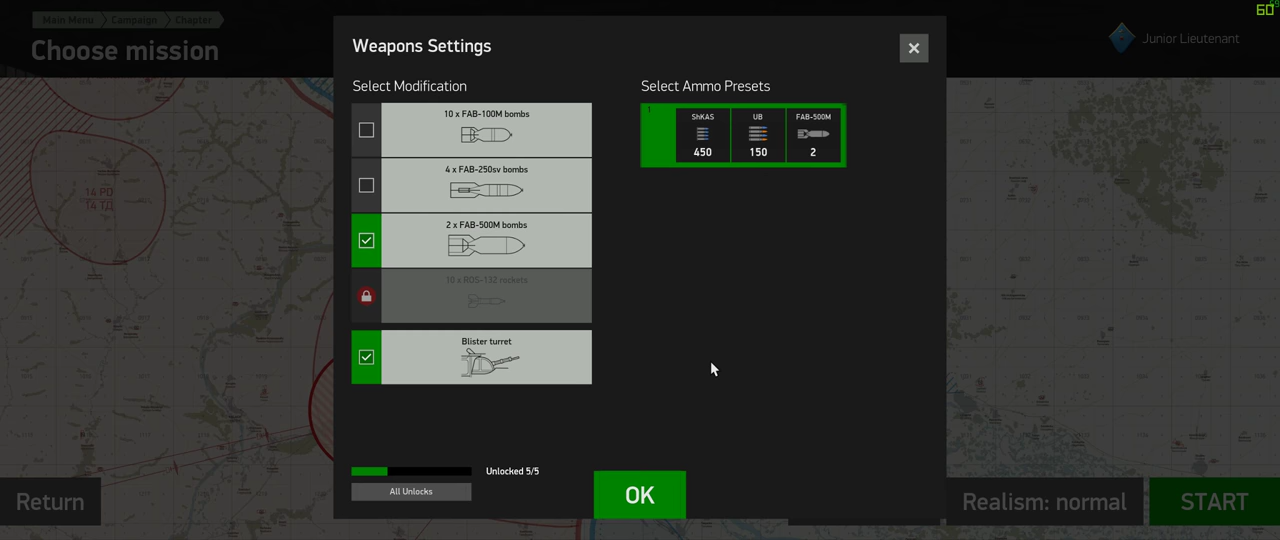 Main Menu
Campaign
Chapter
60
Choose mission
Weapons Settings
Junior Lieutenant
Select Modification
Select Ammo Presets
10 x FAB-100M bombs
1
ShKAS
UB
FAB-500M
450
150
2
4 x FAB-250sv bombs
14 PD
2 x FAB-500M bombs
10 x ROS-132 rockets
Blister turret
Unlocked 5/5
All Unlocks
Return
OK
Realism: normal
START